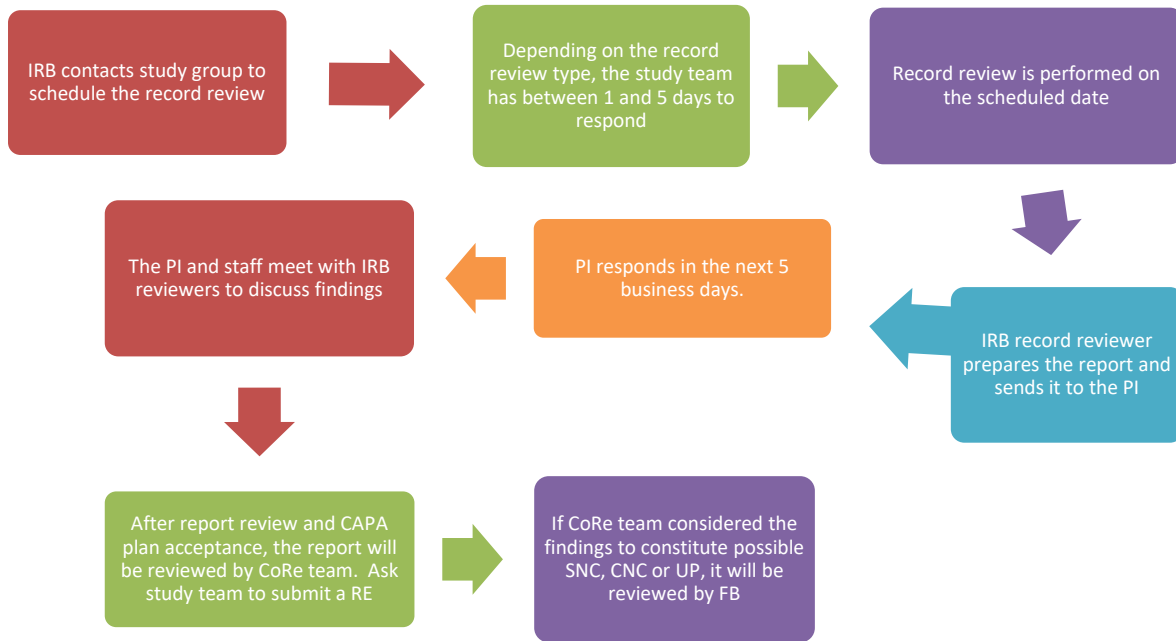 IRB contacts study group to
schedule the record review
Depending on the record
review type, the study team
has between 1 and 5 days to
respond
Record review is performed on
the scheduled date
IRB record reviewer
prepares the report and
sends it to the PI
PI responds in the next 5
business days.
The PI and staff meet with IRB
reviewers to discuss findings
After report review and CAPA
plan acceptance, the report will
be reviewed by CoRe team.  Ask
study team to submit a RE
If CoRe team considered the
findings to constitute possible
SNC, CNC or UP, it will be
reviewed by FB